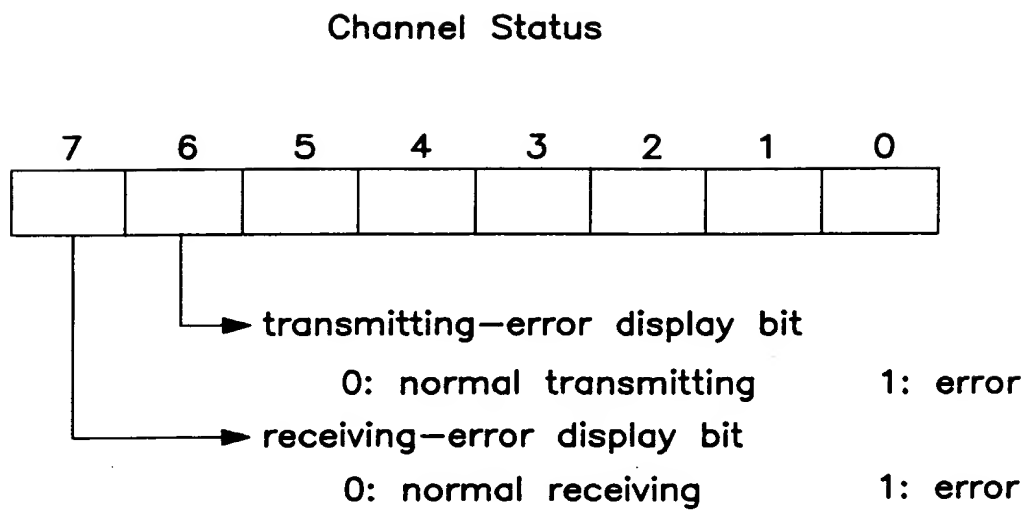 Channel Status
7 6 5 4 3 2 1 0
transmitting-error display bit
0: normal transmitting 1: error
receiving-error display bit
0: normal receiving 1: error